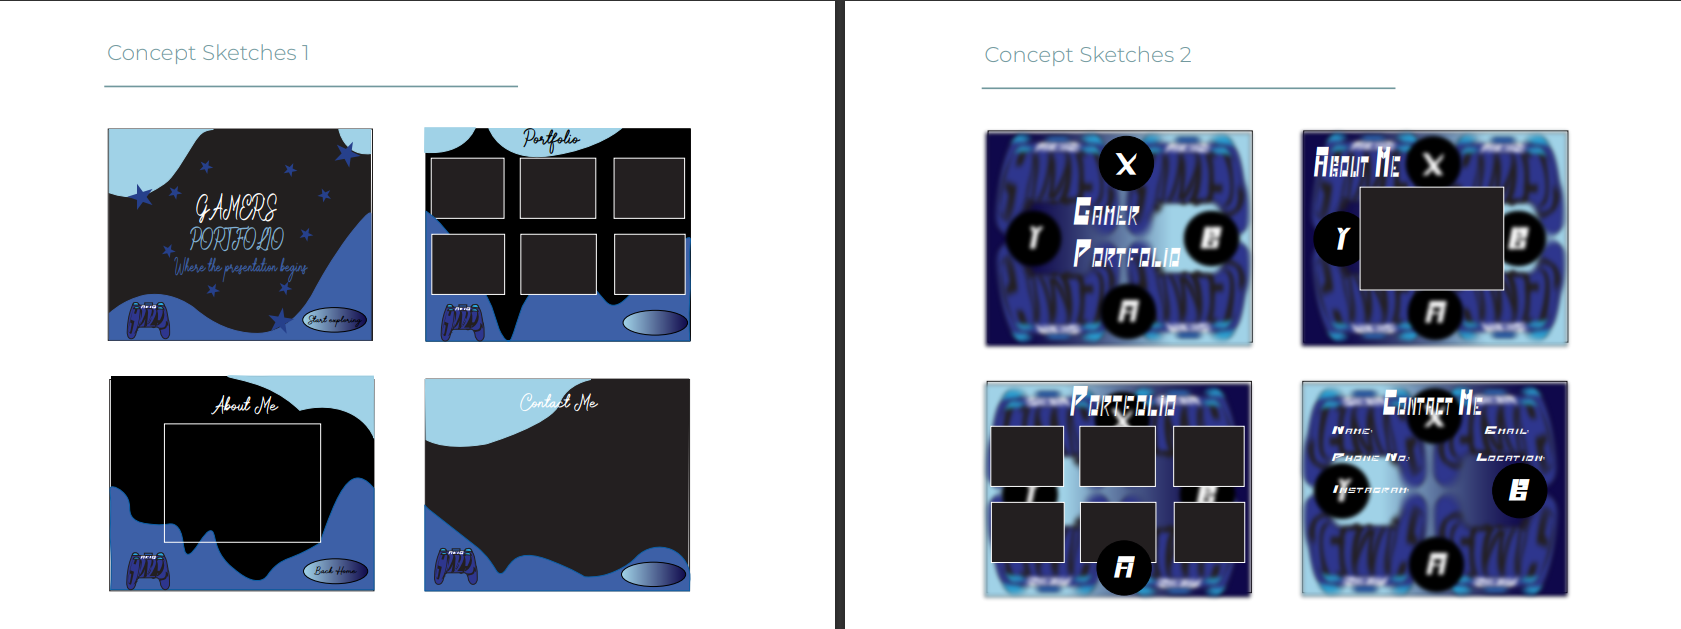 Concept Sketches 1
GAMERS
PORTFOLIO
Where the presentation begins
Start exploring
Portfolio
About Me
Back Home
Contact Me
Concept Sketches 2
X
Gamer
Portfolio
Y
B
A
About Me
X
Y
B
A
Portfolio
X
Y
B
A
Contact Me
X
Name:
Email:
Phone No:
Location:
Y
Instagram:
B
A